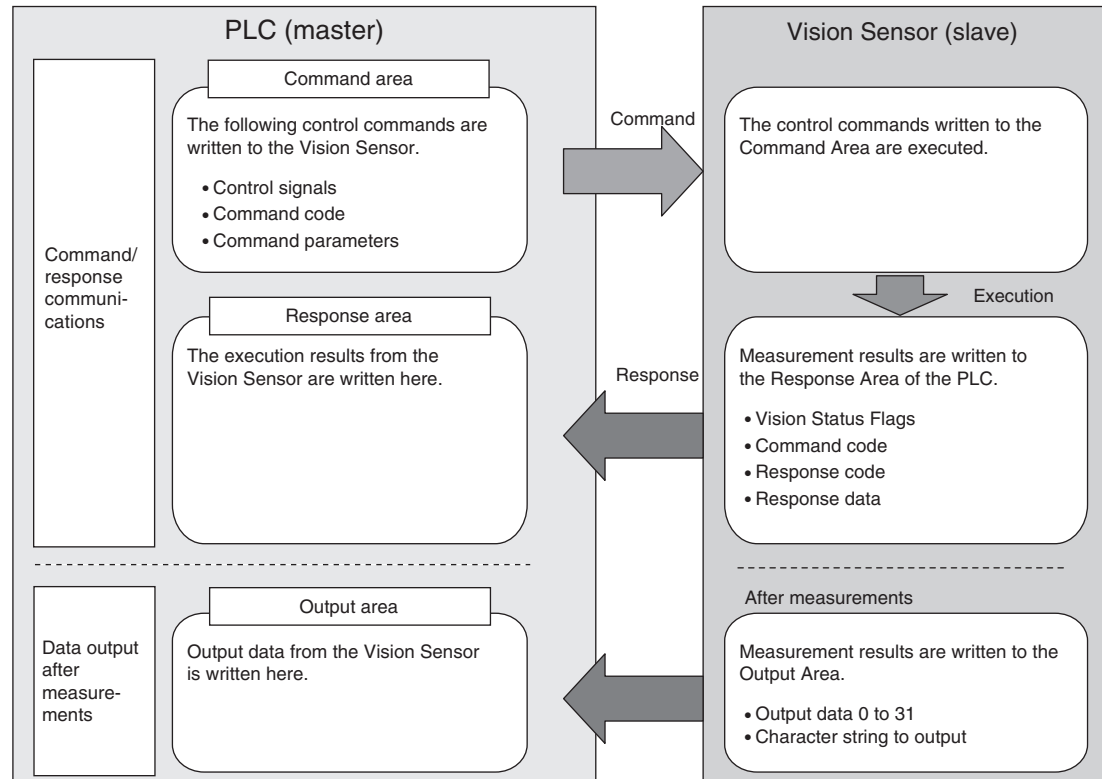 PLC (master)
Command area
The following control commands are
written to the Vision Sensor.
• Control signals
• Command code
• Command parameters
Command/
response
communi-
cations
Response area
The execution results from the
Vision Sensor are written here.
Command
Response
Vision Sensor (slave)
The control commands written to the
Command Area are executed.
Execution
Measurement results are written to
the Response Area of the PLC.
• Vision Status Flags
• Command code
• Response code
• Response data
Data output
after
measure-
ments
Output area
Output data from the Vision Sensor
is written here.
After measurements
Measurement results are written to the
Output Area.
• Output data 0 to 31
• Character string to output